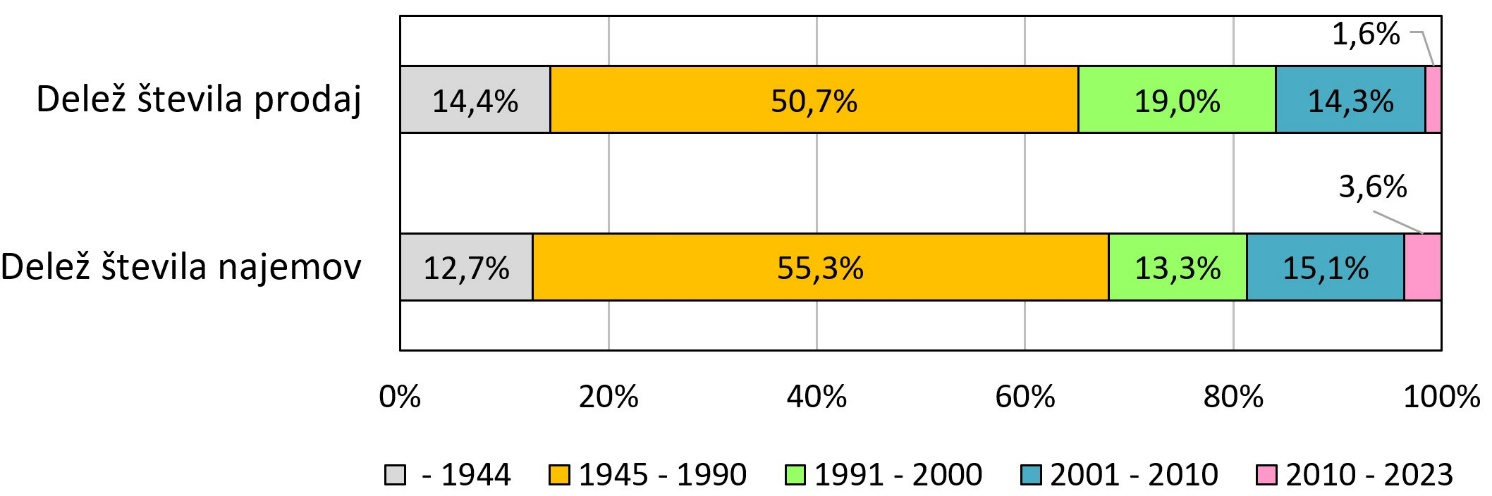 1,6%
Delež števila prodaj 14,4% 50,7% 19,0% 14,3%
3,6%
Delež števila najemov 12,7% 55,3% 13,3% 15,1%
0% 20% 40% 60% 80% 100%
- 1944 1945 - 1990 1991 - 2000 2001 - 2010 2010 - 2023